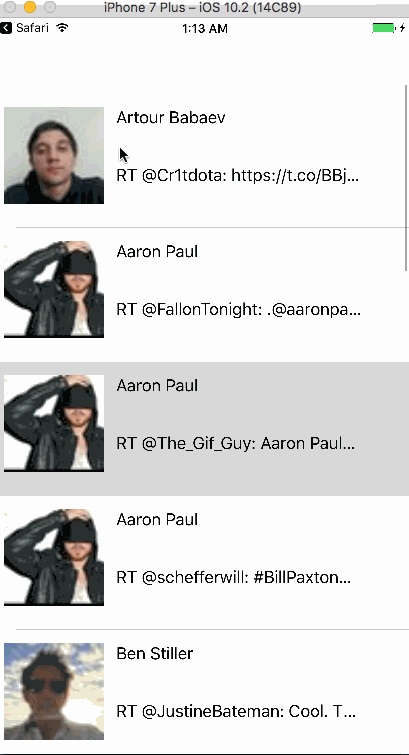 iPhone 7 Plus – iOS 10.2 (14C89)
Safari 1:13 AM
Artour Babaev
RT @Cr1tdota: https://t.co/BBj...
Aaron Paul
RT @FallonTonight: .@aaronpa...
Aaron Paul
RT @The_Gif_Guy: Aaron Paul...
Aaron Paul
RT @schefferwill: #BillPaxton...
Ben Stiller
RT @JustineBateman: Cool. T...